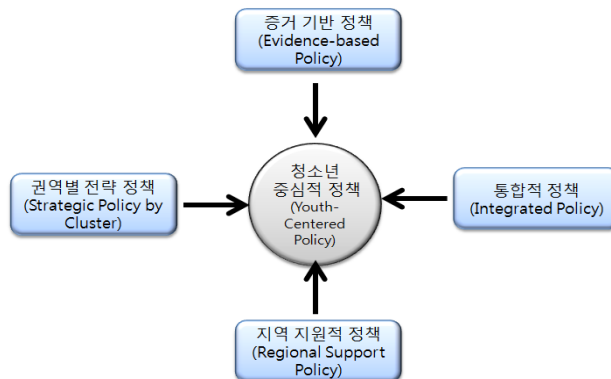 증거 기반 정책
(Evidence-based
Policy)
청소년
중심적 정책
(Youth-
Centered
Policy)
권역별 전략 정책
(Strategic Policy by
Cluster)
통합적 정책
(Integrated Policy)
지역 지원적 정책
(Regional Support
Policy)